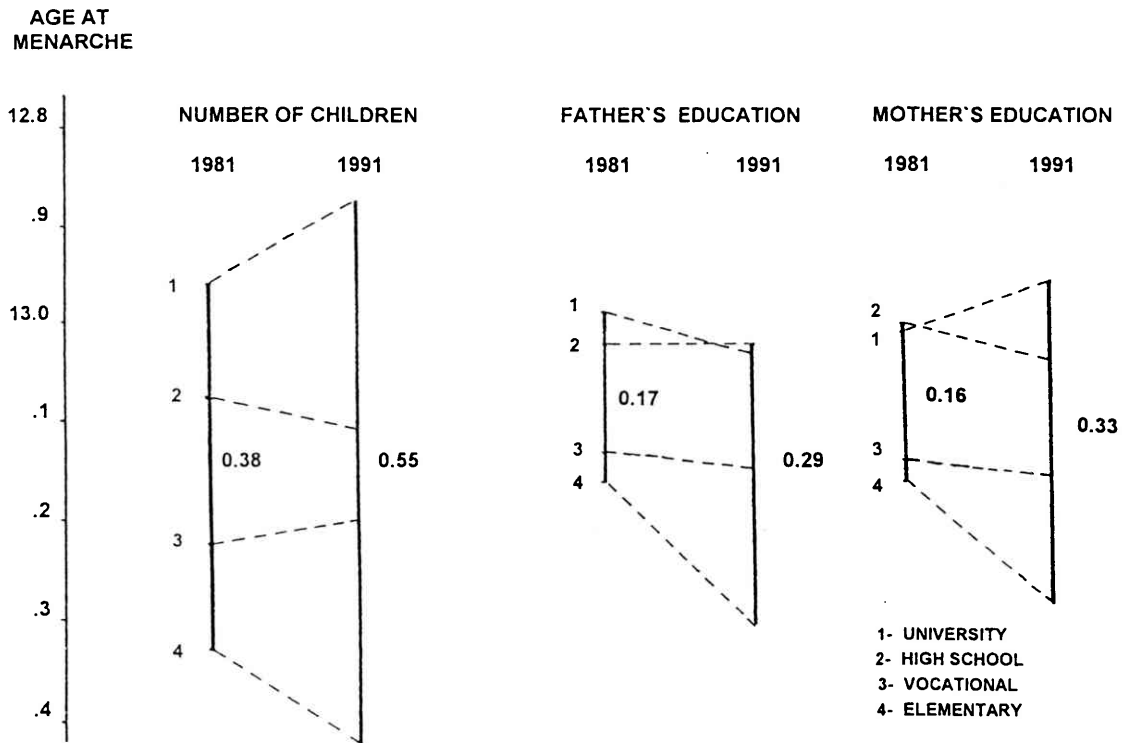 AGE AT
MENARCHE
12.8
.9
13.0
.1
.2
.3
.4
NUMBER OF CHILDREN
1981 1991
1
2
3
4
0.38 0.55
FATHER`S EDUCATION
1981 1991
1
2
3
4
0.17 0.29
MOTHER`S EDUCATION
1981 1991
2
1
3
4
0.16 0.33
1- UNIVERSITY
2- HIGH SCHOOL
3- VOCATIONAL
4- ELEMENTARY